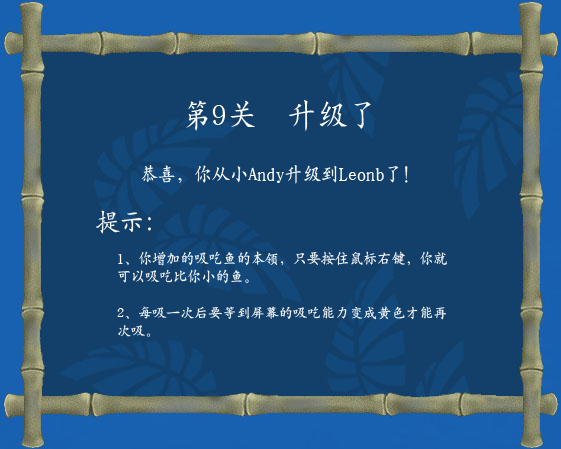 第9关 升级了
恭喜，你从小Andy升级到Leonb了！
提示：
1、你增加的吸吃鱼的本领，只要按住鼠标右键，你就
可以吸吃比你小的鱼。
2、每吸一次后要等到屏幕的吸吃能力变成黄色才能再
次吸。